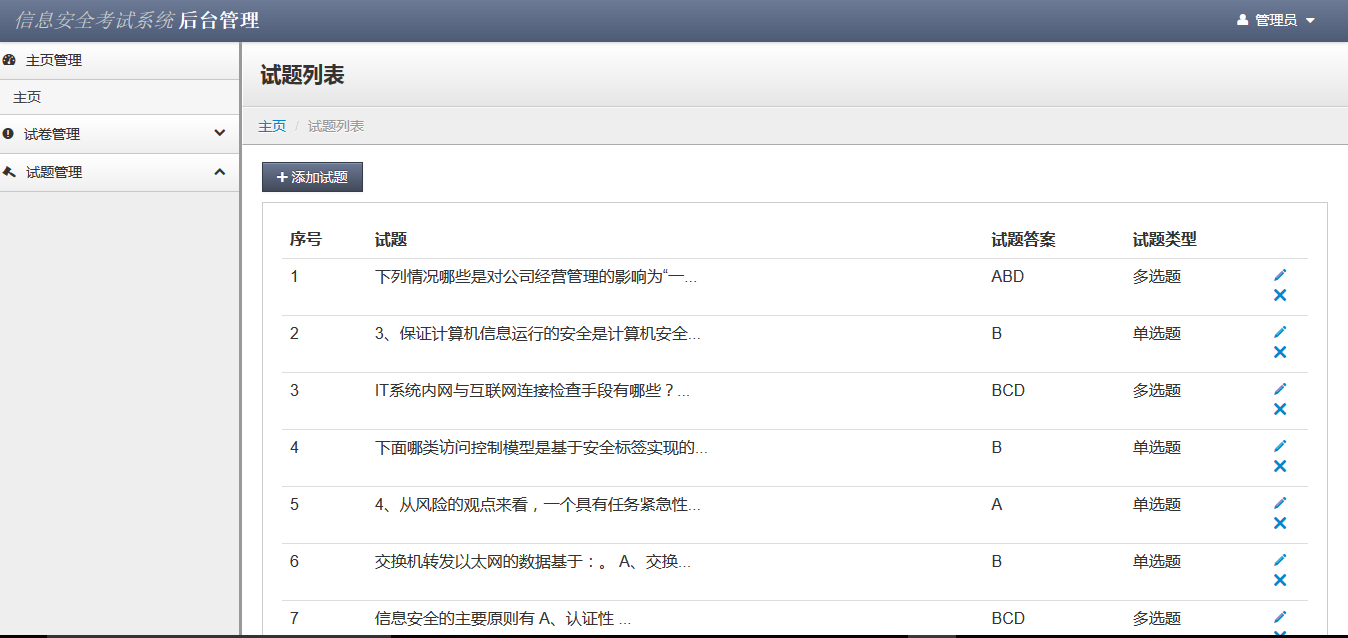 信息安全考试系统 后台管理
管理员
主页管理
主页
试卷管理
试题管理
试题列表
主页 / 试题列表
+ 添加试题
序号 试题 试题答案 试题类型
1 下列情况哪些是对公司经营管理的影响为“一... ABD 多选题
2 3、保证计算机信息运行的安全是计算机安全... B 单选题
3 IT系统内网与互联网连接检查手段有哪些？... BCD 多选题
4 下面哪类访问控制模型是基于安全标签实现的... B 单选题
5 4、从风险的观点来看，一个具有任务紧急性... A 单选题
6 交换机转发以太网的数据基于：。 A、交换... B 单选题
7 信息安全的主要原则有 A、认证性 ... BCD 多选题